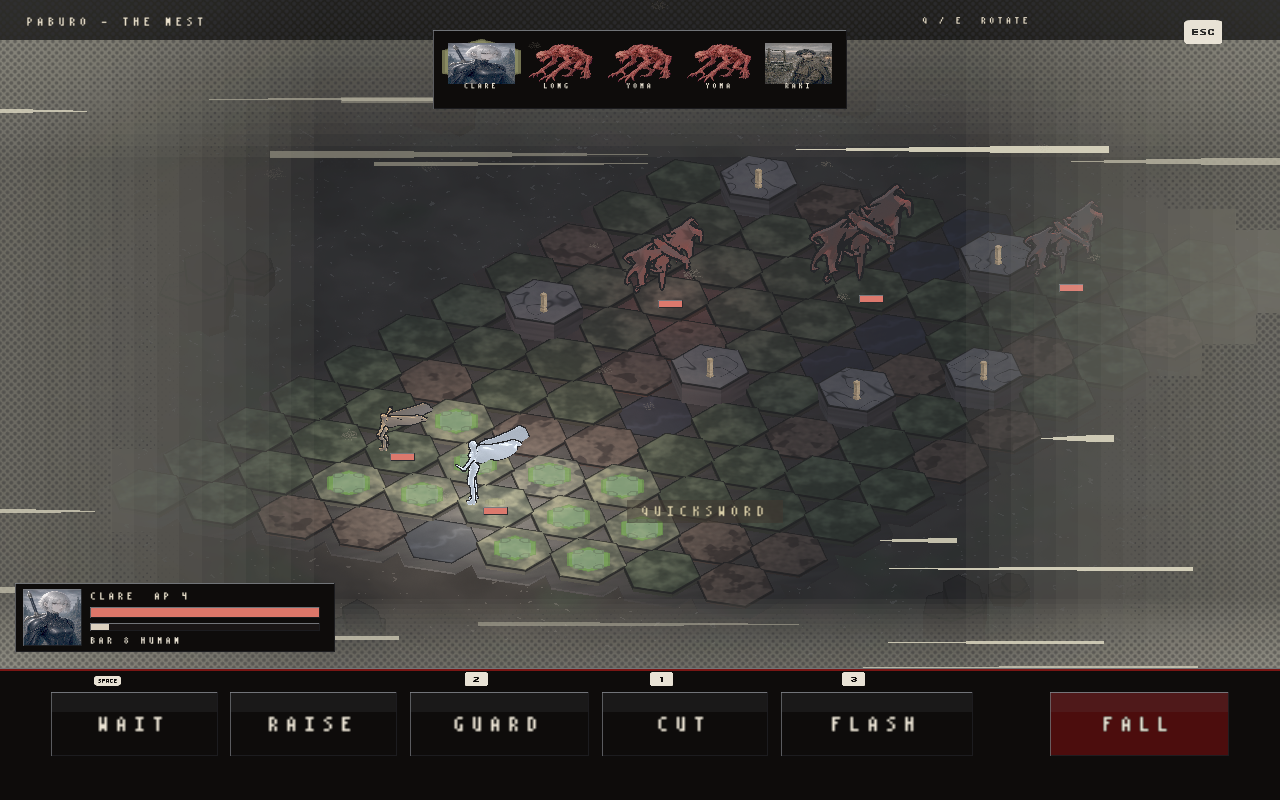 PABURO - THE NEST
Q / E ROTATE
ESC
CLARE
LONG
YOMA
YOMA
RAKI
QUICKSWORD
CLARE AP 4
BAR 8 HUMAN
SPACE
2
1
3
WAIT
RAISE
GUARD
CUT
FLASH
FALL